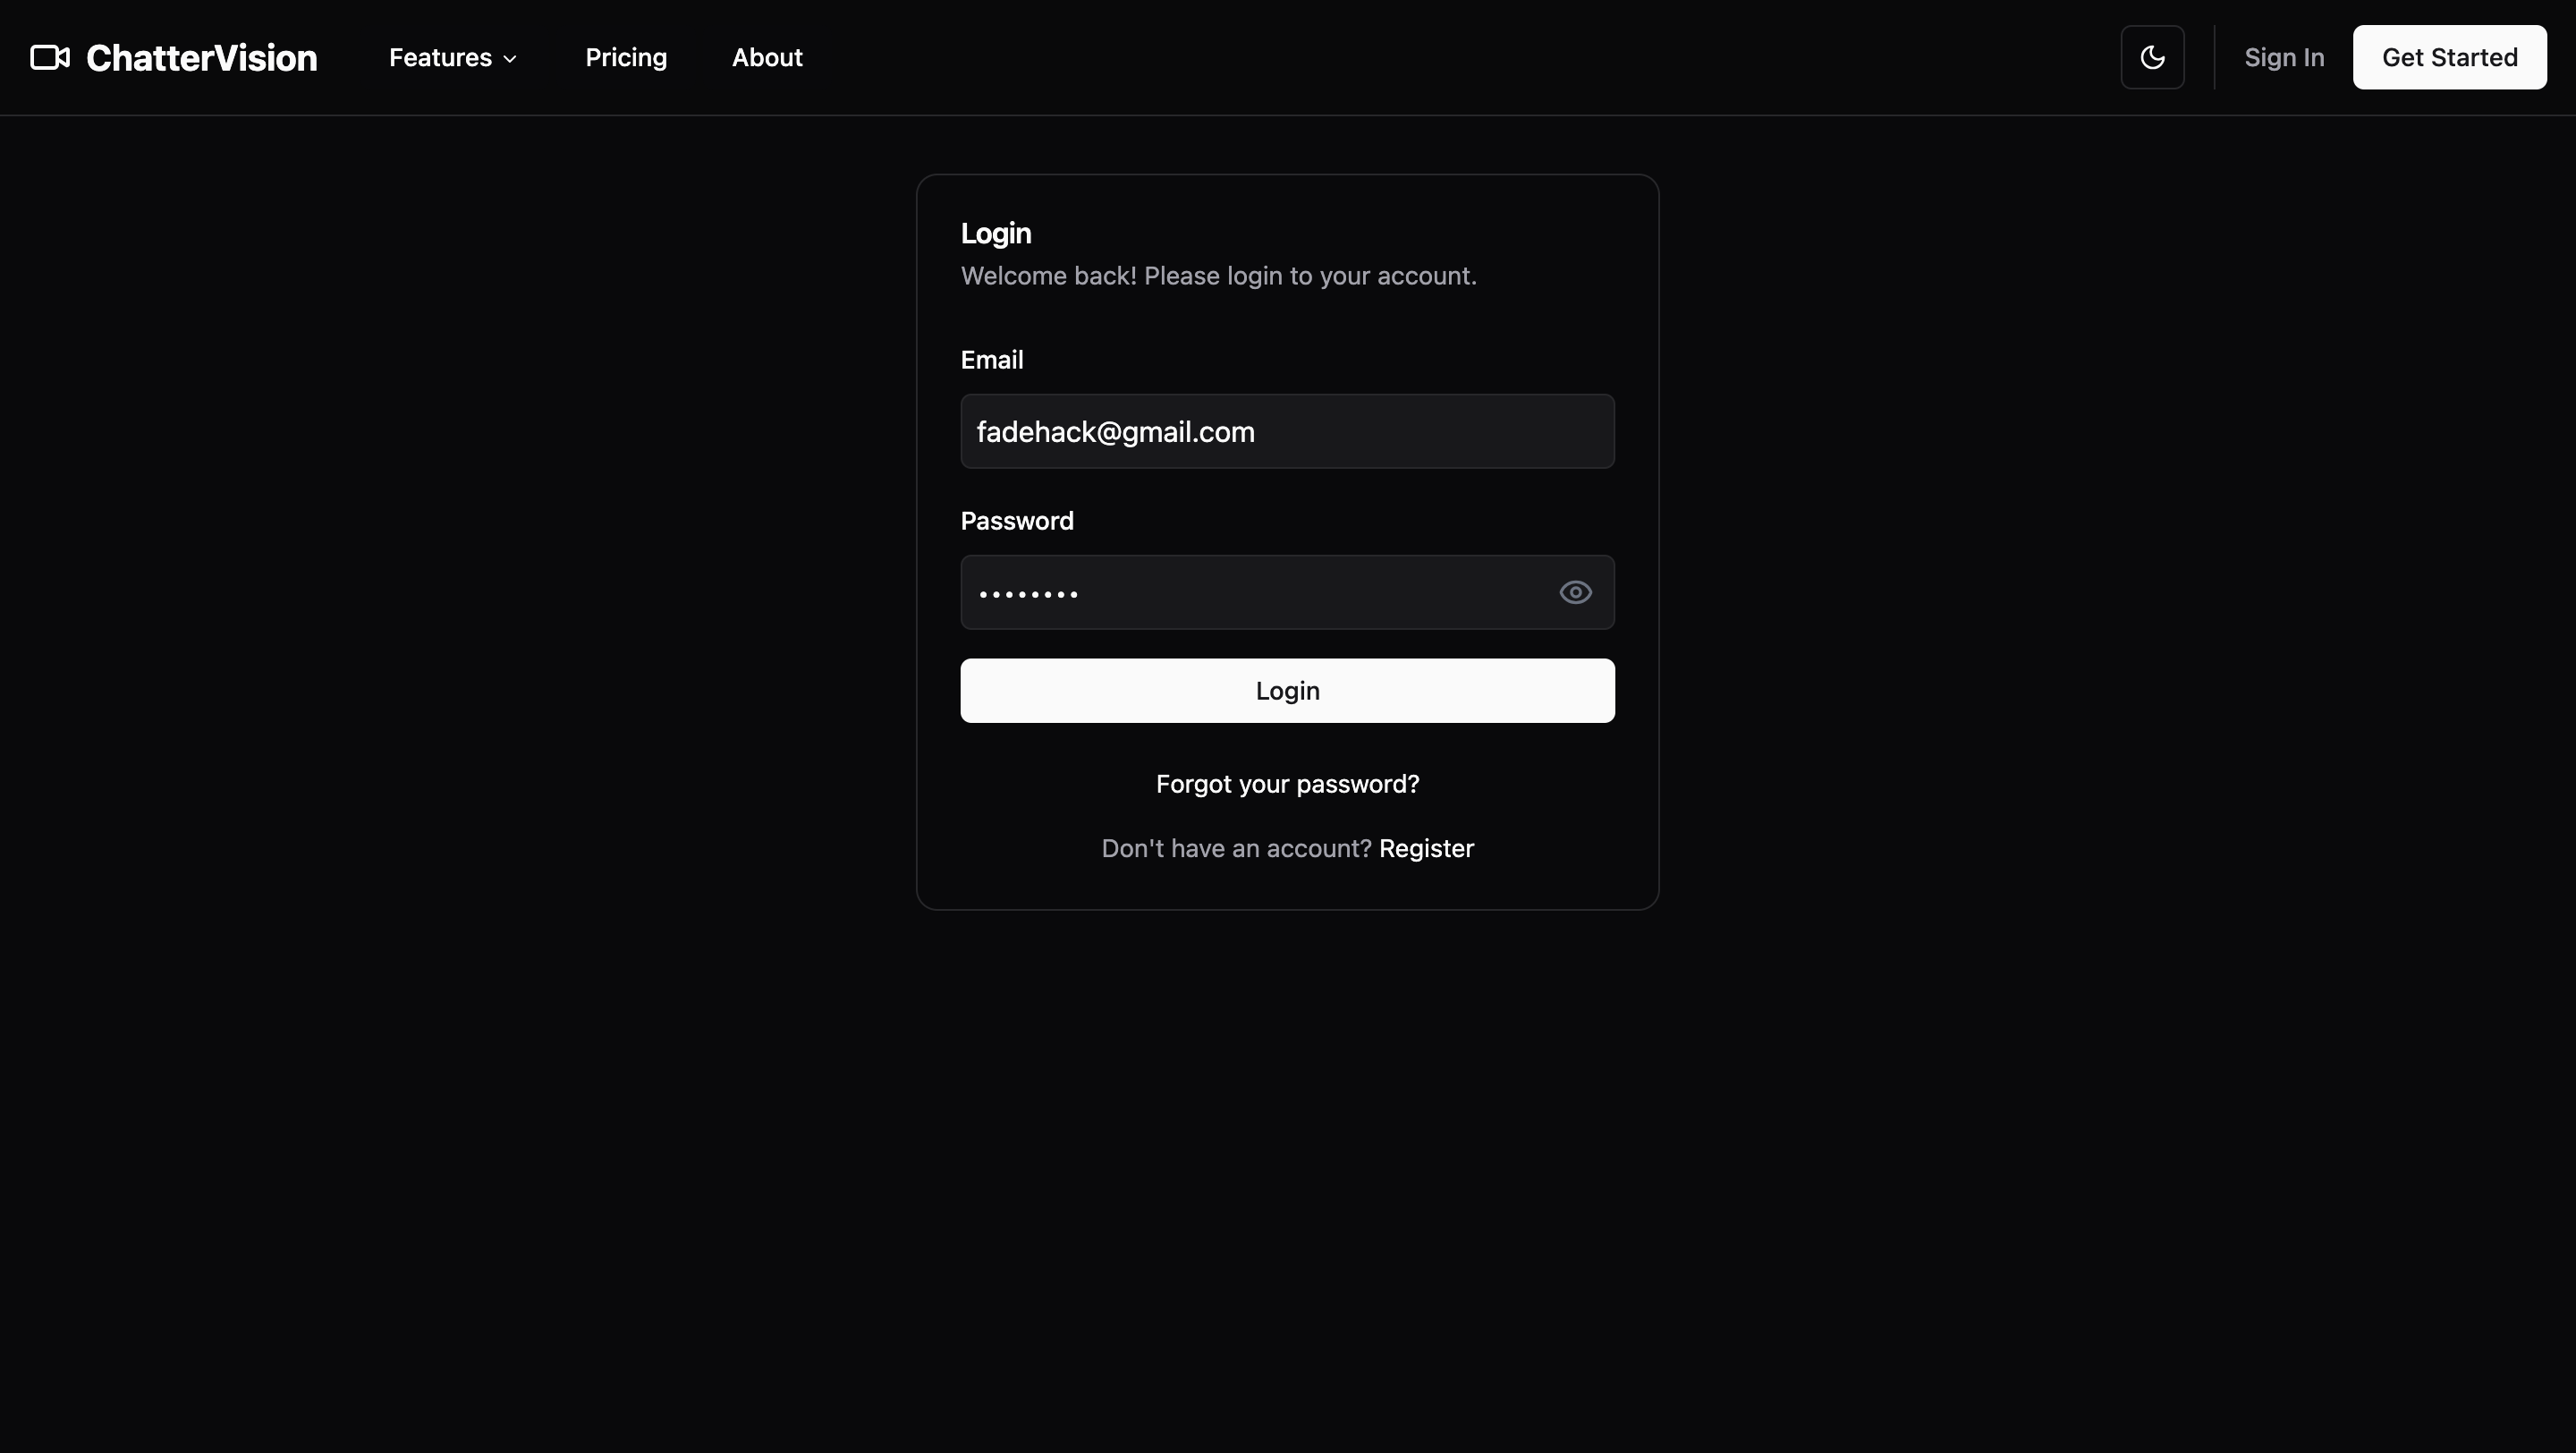 ChatterVision
Features
Pricing
About
Sign In
Get Started
Login
Welcome back! Please login to your account.
Email
fadehack@gmail.com
Password
••••••••
Login
Forgot your password?
Don't have an account? Register